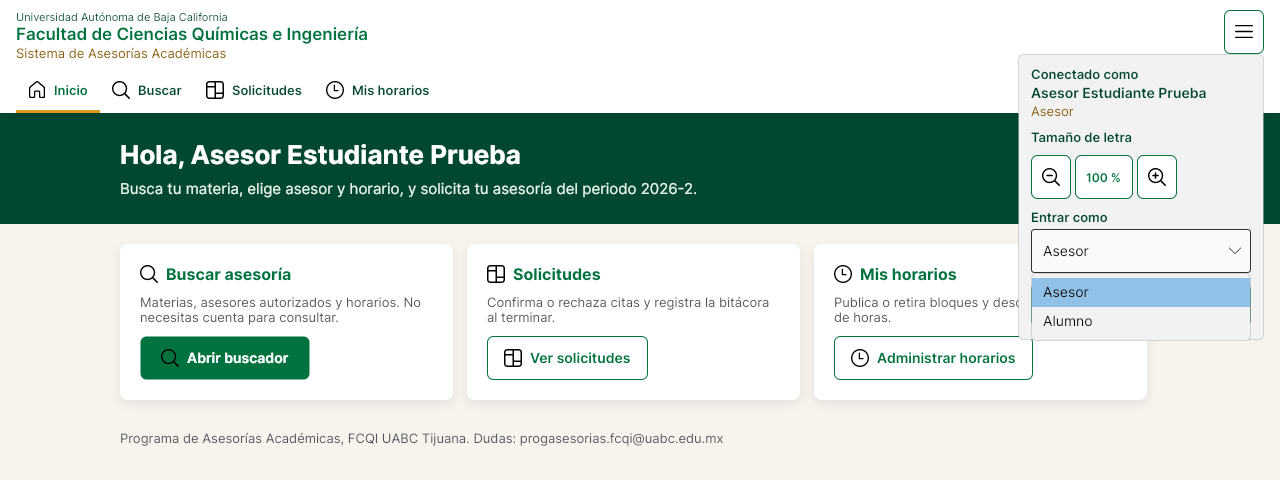 Universidad Autónoma de Baja California
Facultad de Ciencias Químicas e Ingeniería
Sistema de Asesorías Académicas
Inicio
Buscar
Solicitudes
Mis horarios
Conectado como
Asesor Estudiante Prueba
Asesor
Tamaño de letra
100 %
Entrar como
Asesor
Asesor
Alumno
Hola, Asesor Estudiante Prueba
Busca tu materia, elige asesor y horario, y solicita tu asesoría del periodo 2026-2.
Buscar asesoría
Materias, asesores autorizados y horarios. No
necesitas cuenta para consultar.
Abrir buscador
Solicitudes
Confirma o rechaza citas y registra la bitácora
al terminar.
Ver solicitudes
Mis horarios
Publica o retira bloques y
de horas.
Administrar horarios
Programa de Asesorías Académicas, FCQI UABC Tijuana. Dudas: progasesorias.fcqi@uabc.edu.mx